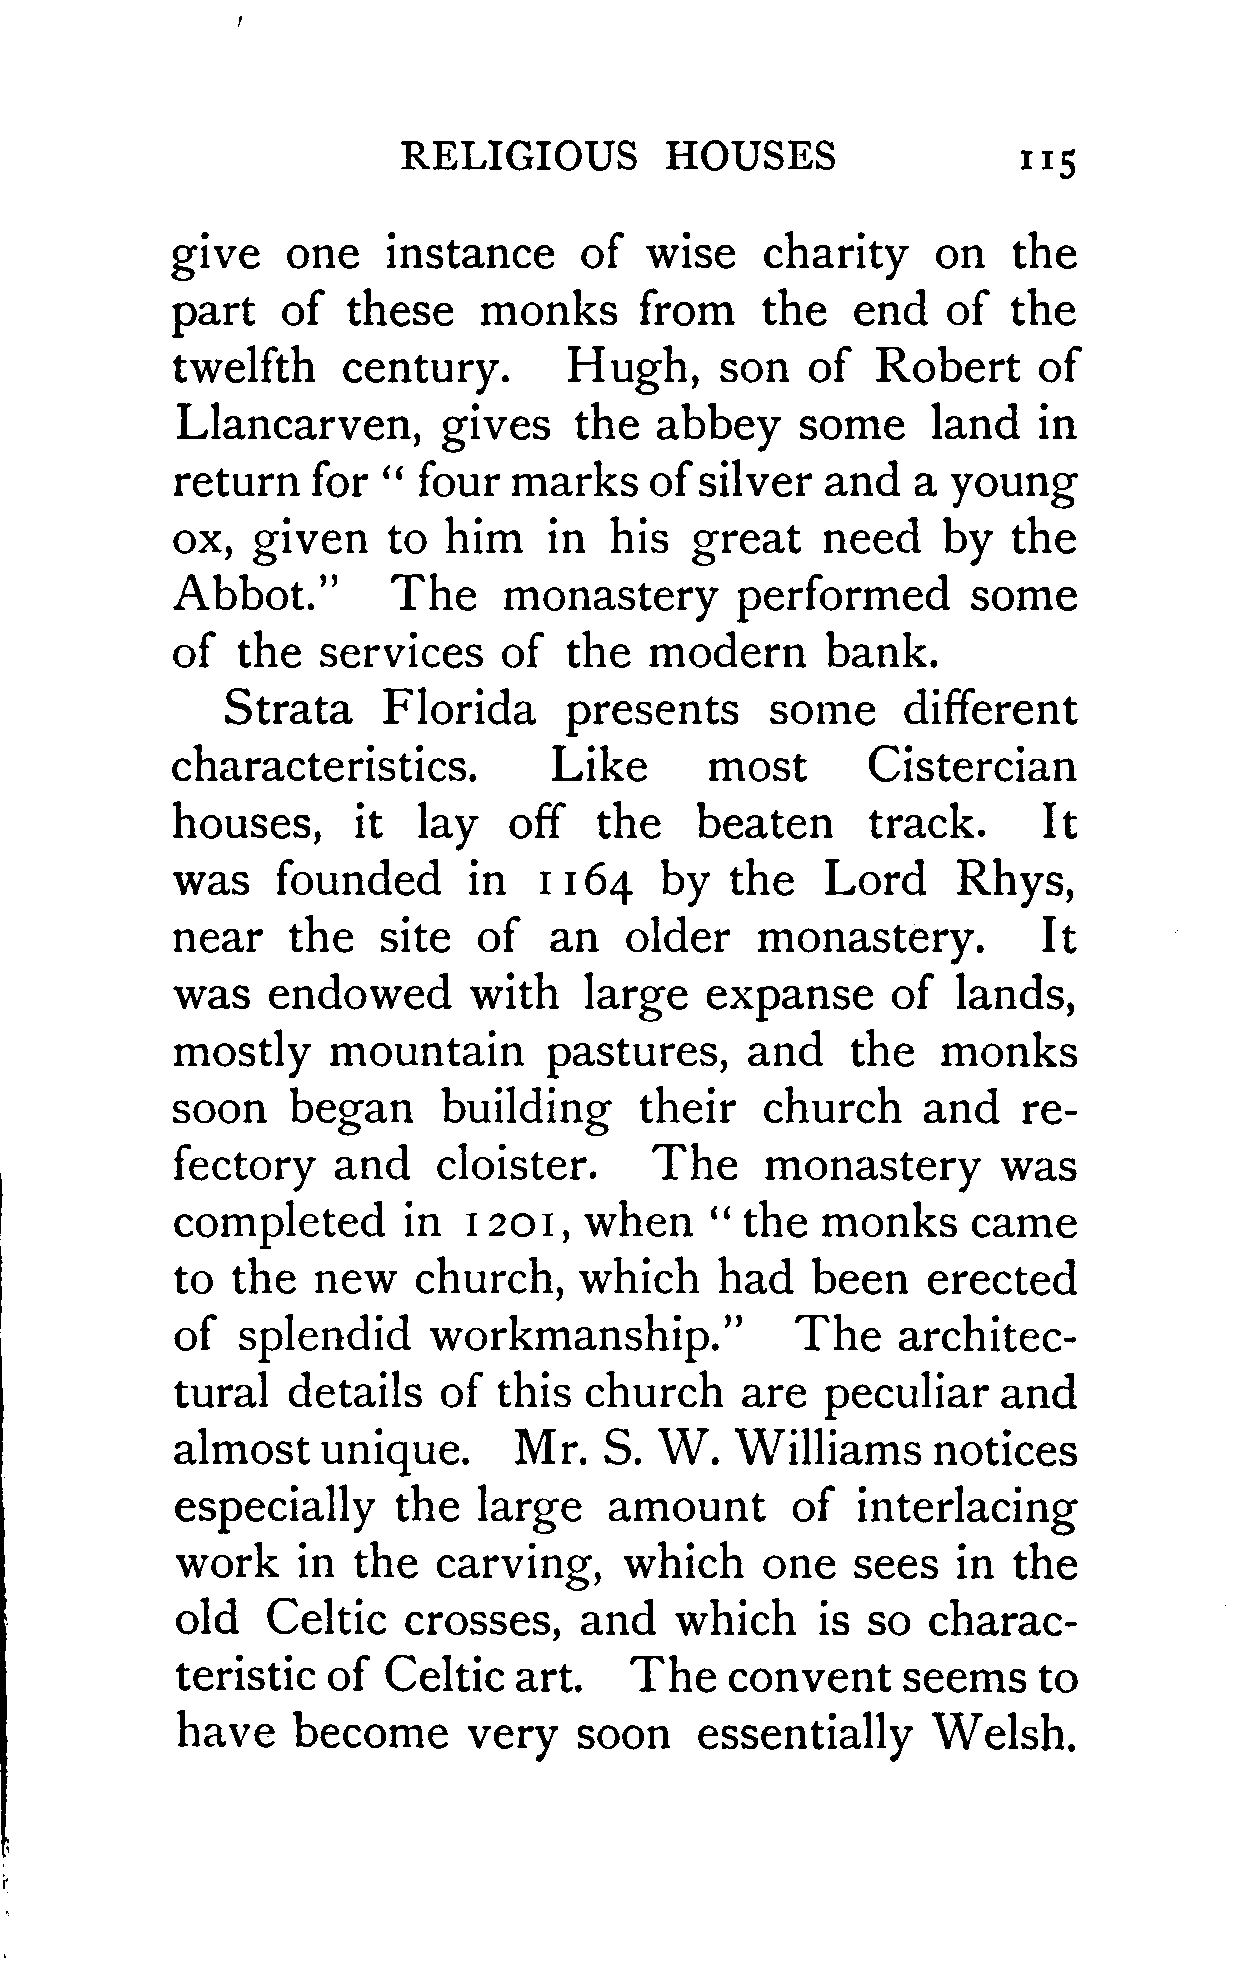 RELIGIOUS HOUSES 115
give one instance of wise charity on the
part of these monks from the end of the
twelfth century. Hugh, son of Robert of
Llancarven, gives the abbey some land in
return for " four marks of silver and a young
ox, given to him in his great need by the
Abbot." The monastery performed some
of the services of the modern bank.
Strata Florida presents some different
characteristics. Like most Cistercian
houses, it lay off the beaten track. It
was founded in 1164 by the Lord Rhys,
near the site of an older monastery. It
was endowed with large expanse of lands,
mostly mountain pastures, and the monks
soon began building their church and re-
fectory and cloister. The monastery was
completed in 1201, when " the monks came
to the new church, which had been erected
of splendid workmanship." The architec-
tural details of this church are peculiar and
almost unique. Mr. S. W. Williams notices
especially the large amount of interlacing
work in the carving, which one sees in the
old Celtic crosses, and which is so charac-
teristic of Celtic art. The convent seems to
have become very soon essentially Welsh.